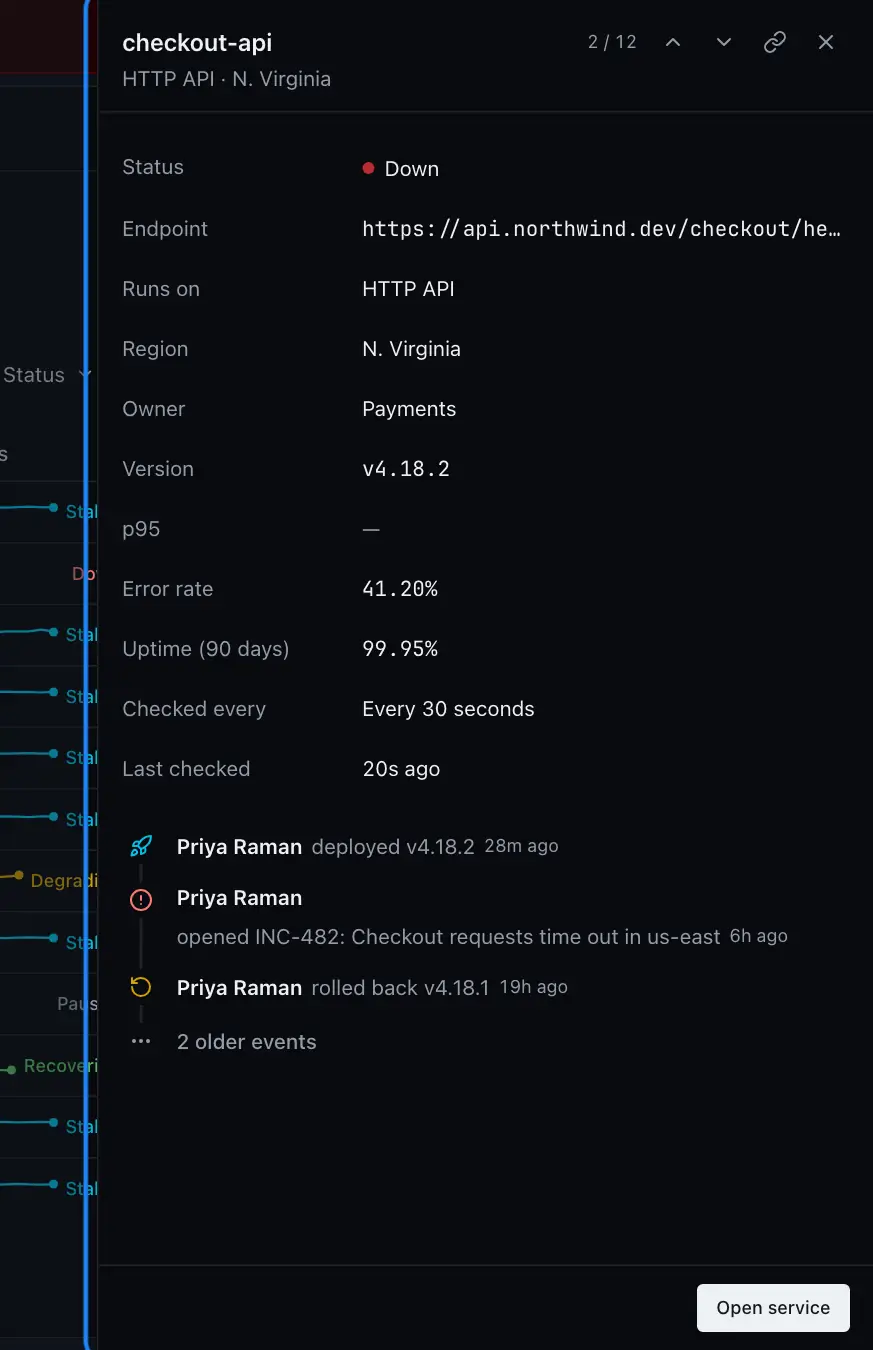 checkout-api
2 / 12
HTTP API · N. Virginia
Status
Down
Endpoint
https://api.northwind.dev/checkout/he…
Runs on
HTTP API
Region
N. Virginia
Owner
Payments
Version
v4.18.2
p95
—
Error rate
41.20%
Uptime (90 days)
99.95%
Checked every
Every 30 seconds
Last checked
20s ago
Priya Raman deployed v4.18.2 28m ago
Priya Raman
opened INC-482: Checkout requests time out in us-east 6h ago
Priya Raman rolled back v4.18.1 19h ago
2 older events
Open service
Status